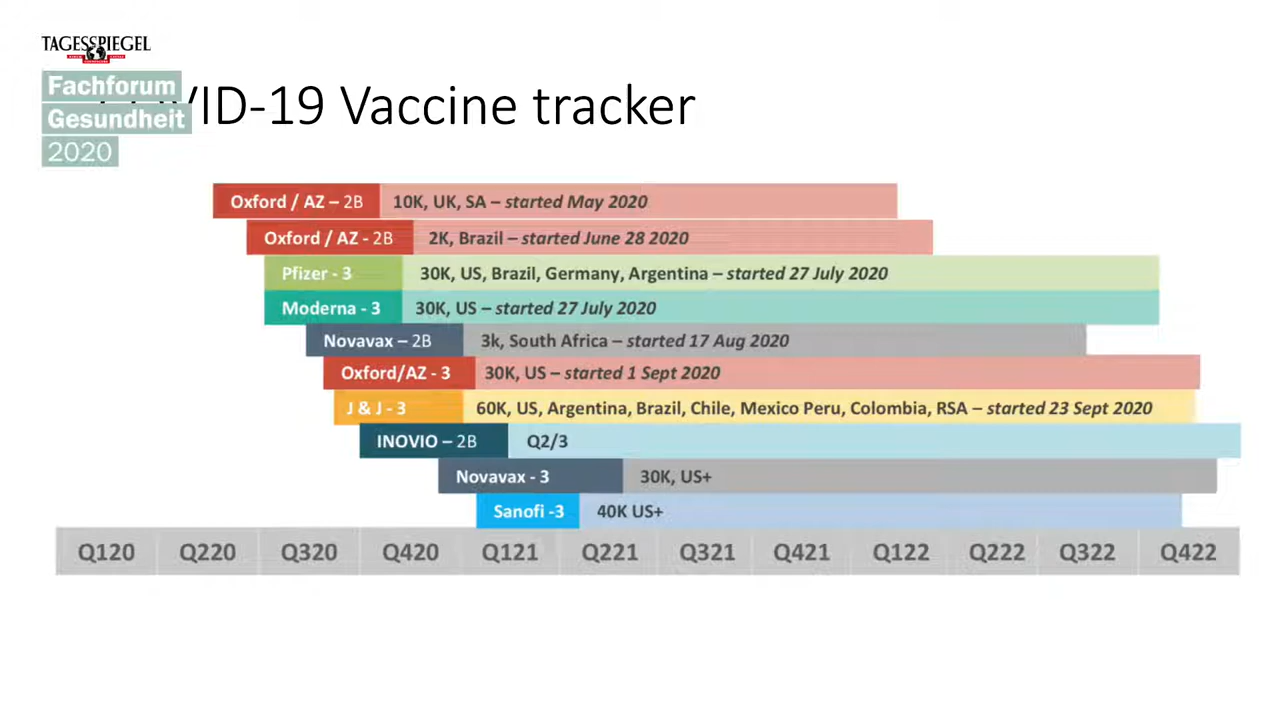 TAGESSPIEGEL
Fachforum
Gesundheit
2020
VID-19 Vaccine tracker
Oxford / AZ – 2B 10K, UK, SA – started May 2020
Oxford / AZ - 2B 2K, Brazil – started June 28 2020
Pfizer - 3 30K, US, Brazil, Germany, Argentina – started 27 July 2020
Moderna - 3 30K, US – started 27 July 2020
Novavax – 2B 3k, South Africa – started 17 Aug 2020
Oxford/AZ - 3 30K, US – started 1 Sept 2020
J & J - 3 60K, US, Argentina, Brazil, Chile, Mexico Peru, Colombia, RSA – started 23 Sept 2020
INOVIO – 2B Q2/3
Novavax - 3 30K, US+
Sanofi -3 40K US+
Q120 Q220 Q320 Q420 Q121 Q221 Q321 Q421 Q122 Q222 Q322 Q422